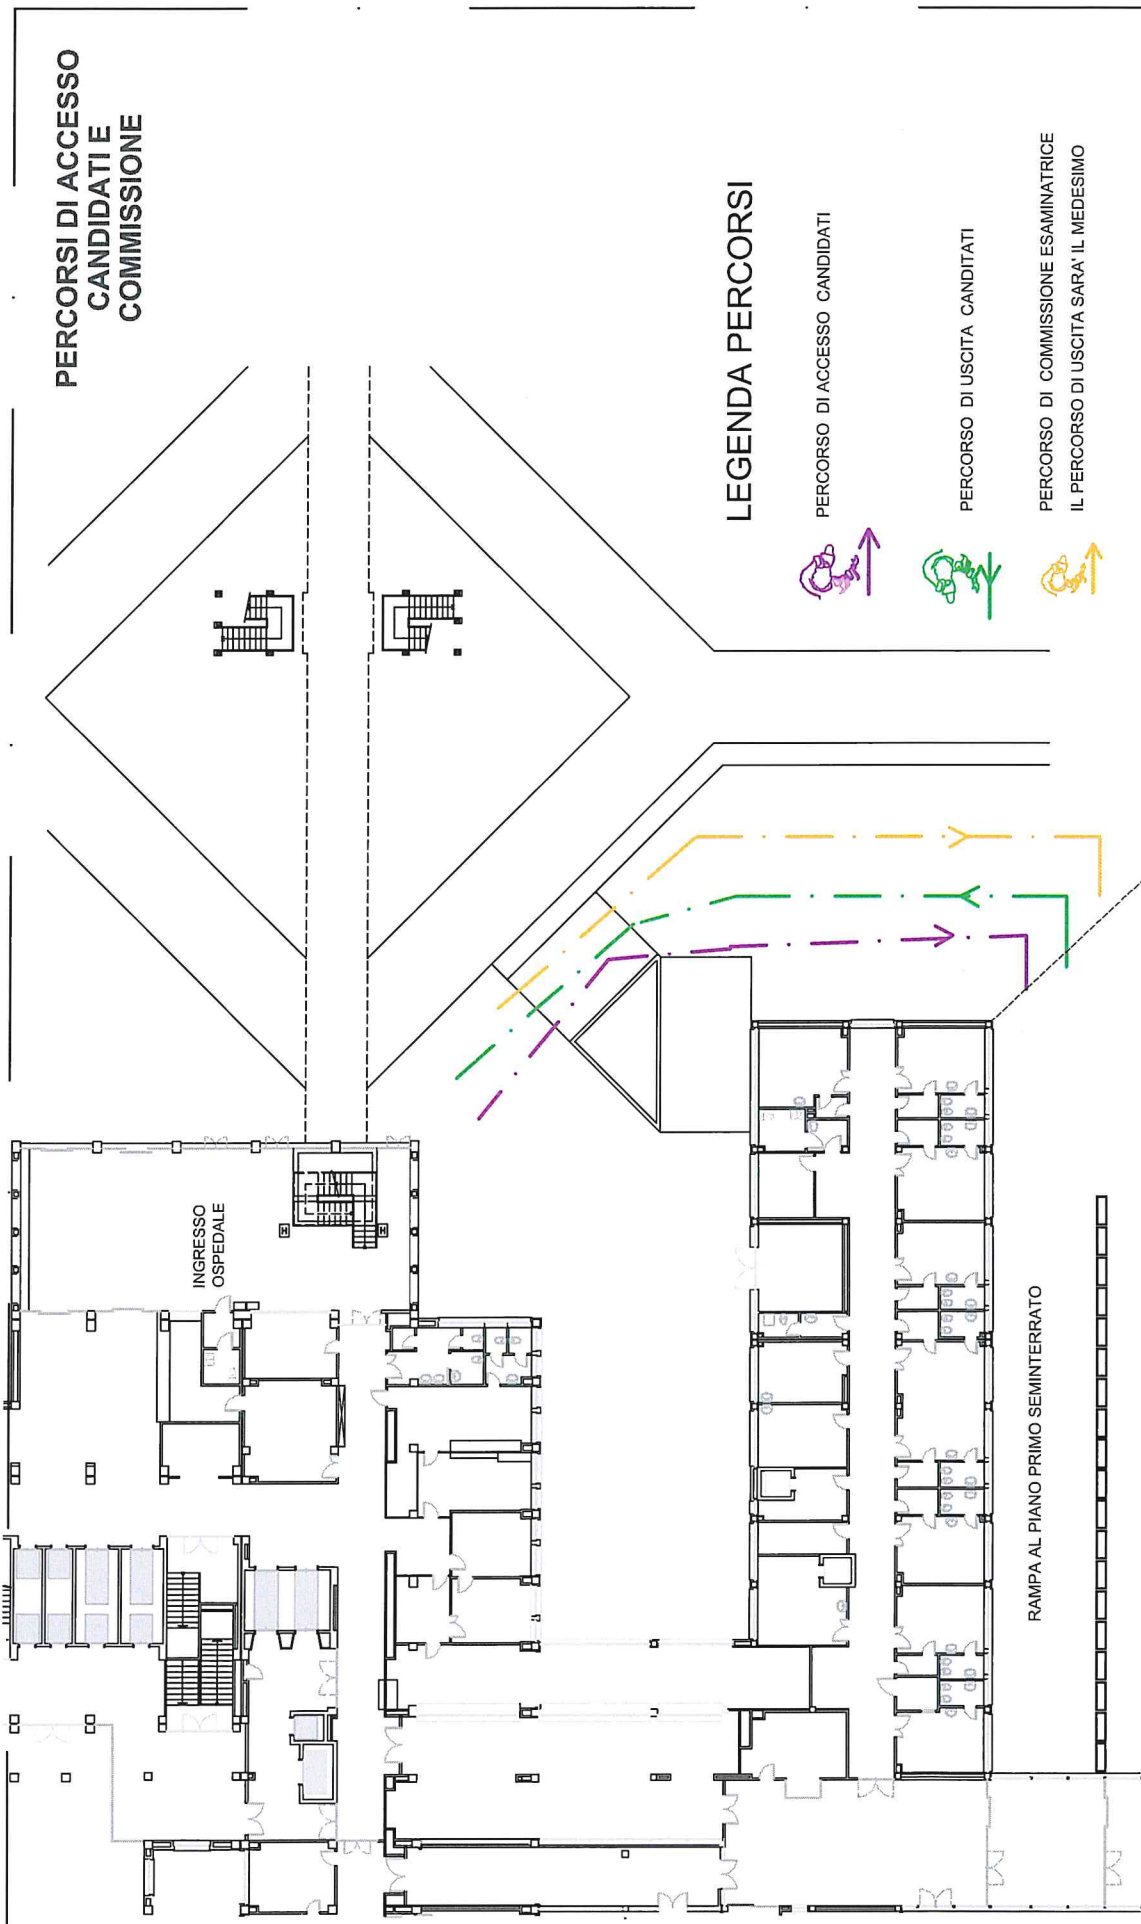 PERCORSI DI ACCESSO
CANDIDATI E
COMMISSIONE
INGRESSO
OSPEDALE
LEGENDA PERCORSI
PERCORSO DI ACCESSO CANDIDATI
PERCORSO DI USCITA CANDITATI
PERCORSO DI COMMISSIONE ESAMINATRICE
IL PERCORSO DI USCITA SARA' IL MEDESIMO
RAMPA AL PIANO PRIMO SEMINTERRATO
H
H